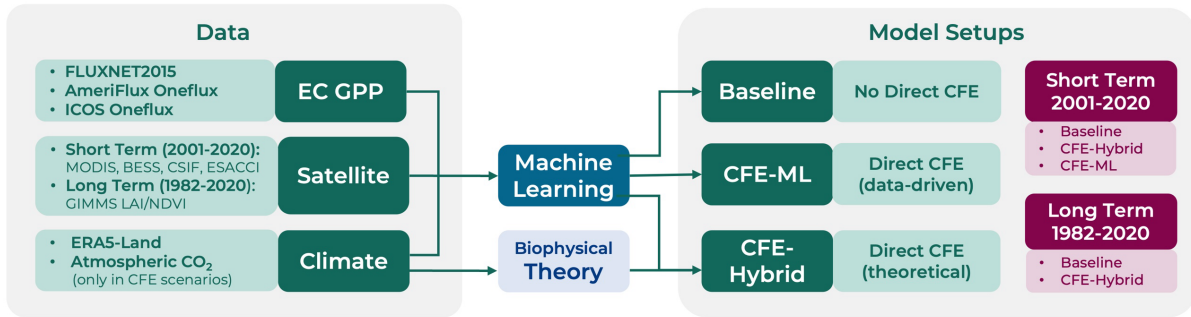 Data
• FLUXNET2015
• AmeriFlux Oneflux
• ICOS Oneflux
EC GPP
• Short Term (2001-2020):
MODIS, BESS, CSIF, ESACCI
• Long Term (1982-2020):
GIMMS LAI/NDVI
Satellite
• ERA5-Land
• Atmospheric CO₂
(only in CFE scenarios)
Climate
Machine
Learning
Biophysical
Theory
Model Setups
Baseline
No Direct CFE
CFE-ML
Direct CFE
(data-driven)
CFE-
Hybrid
Direct CFE
(theoretical)
Short Term
2001-2020
• Baseline
• CFE-Hybrid
• CFE-ML
Long Term
1982-2020
• Baseline
• CFE-Hybrid